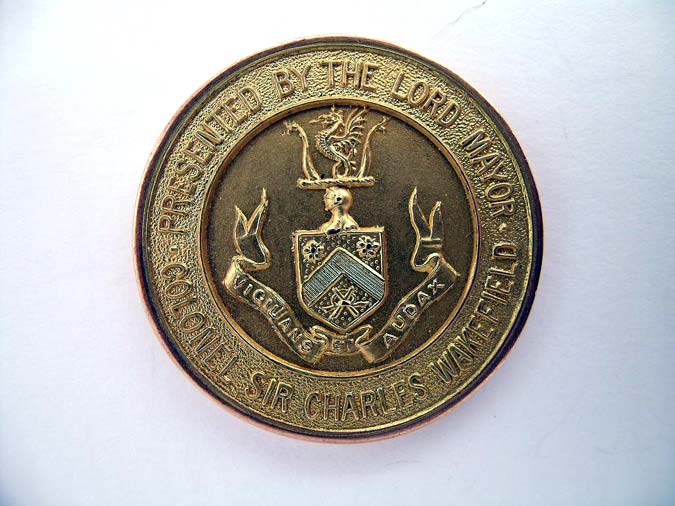 · PRESENTED BY THE LORD MAYOR ·
COLONEL SIR CHARLES WAKEFIELD
VIGILANS ET AUDAX